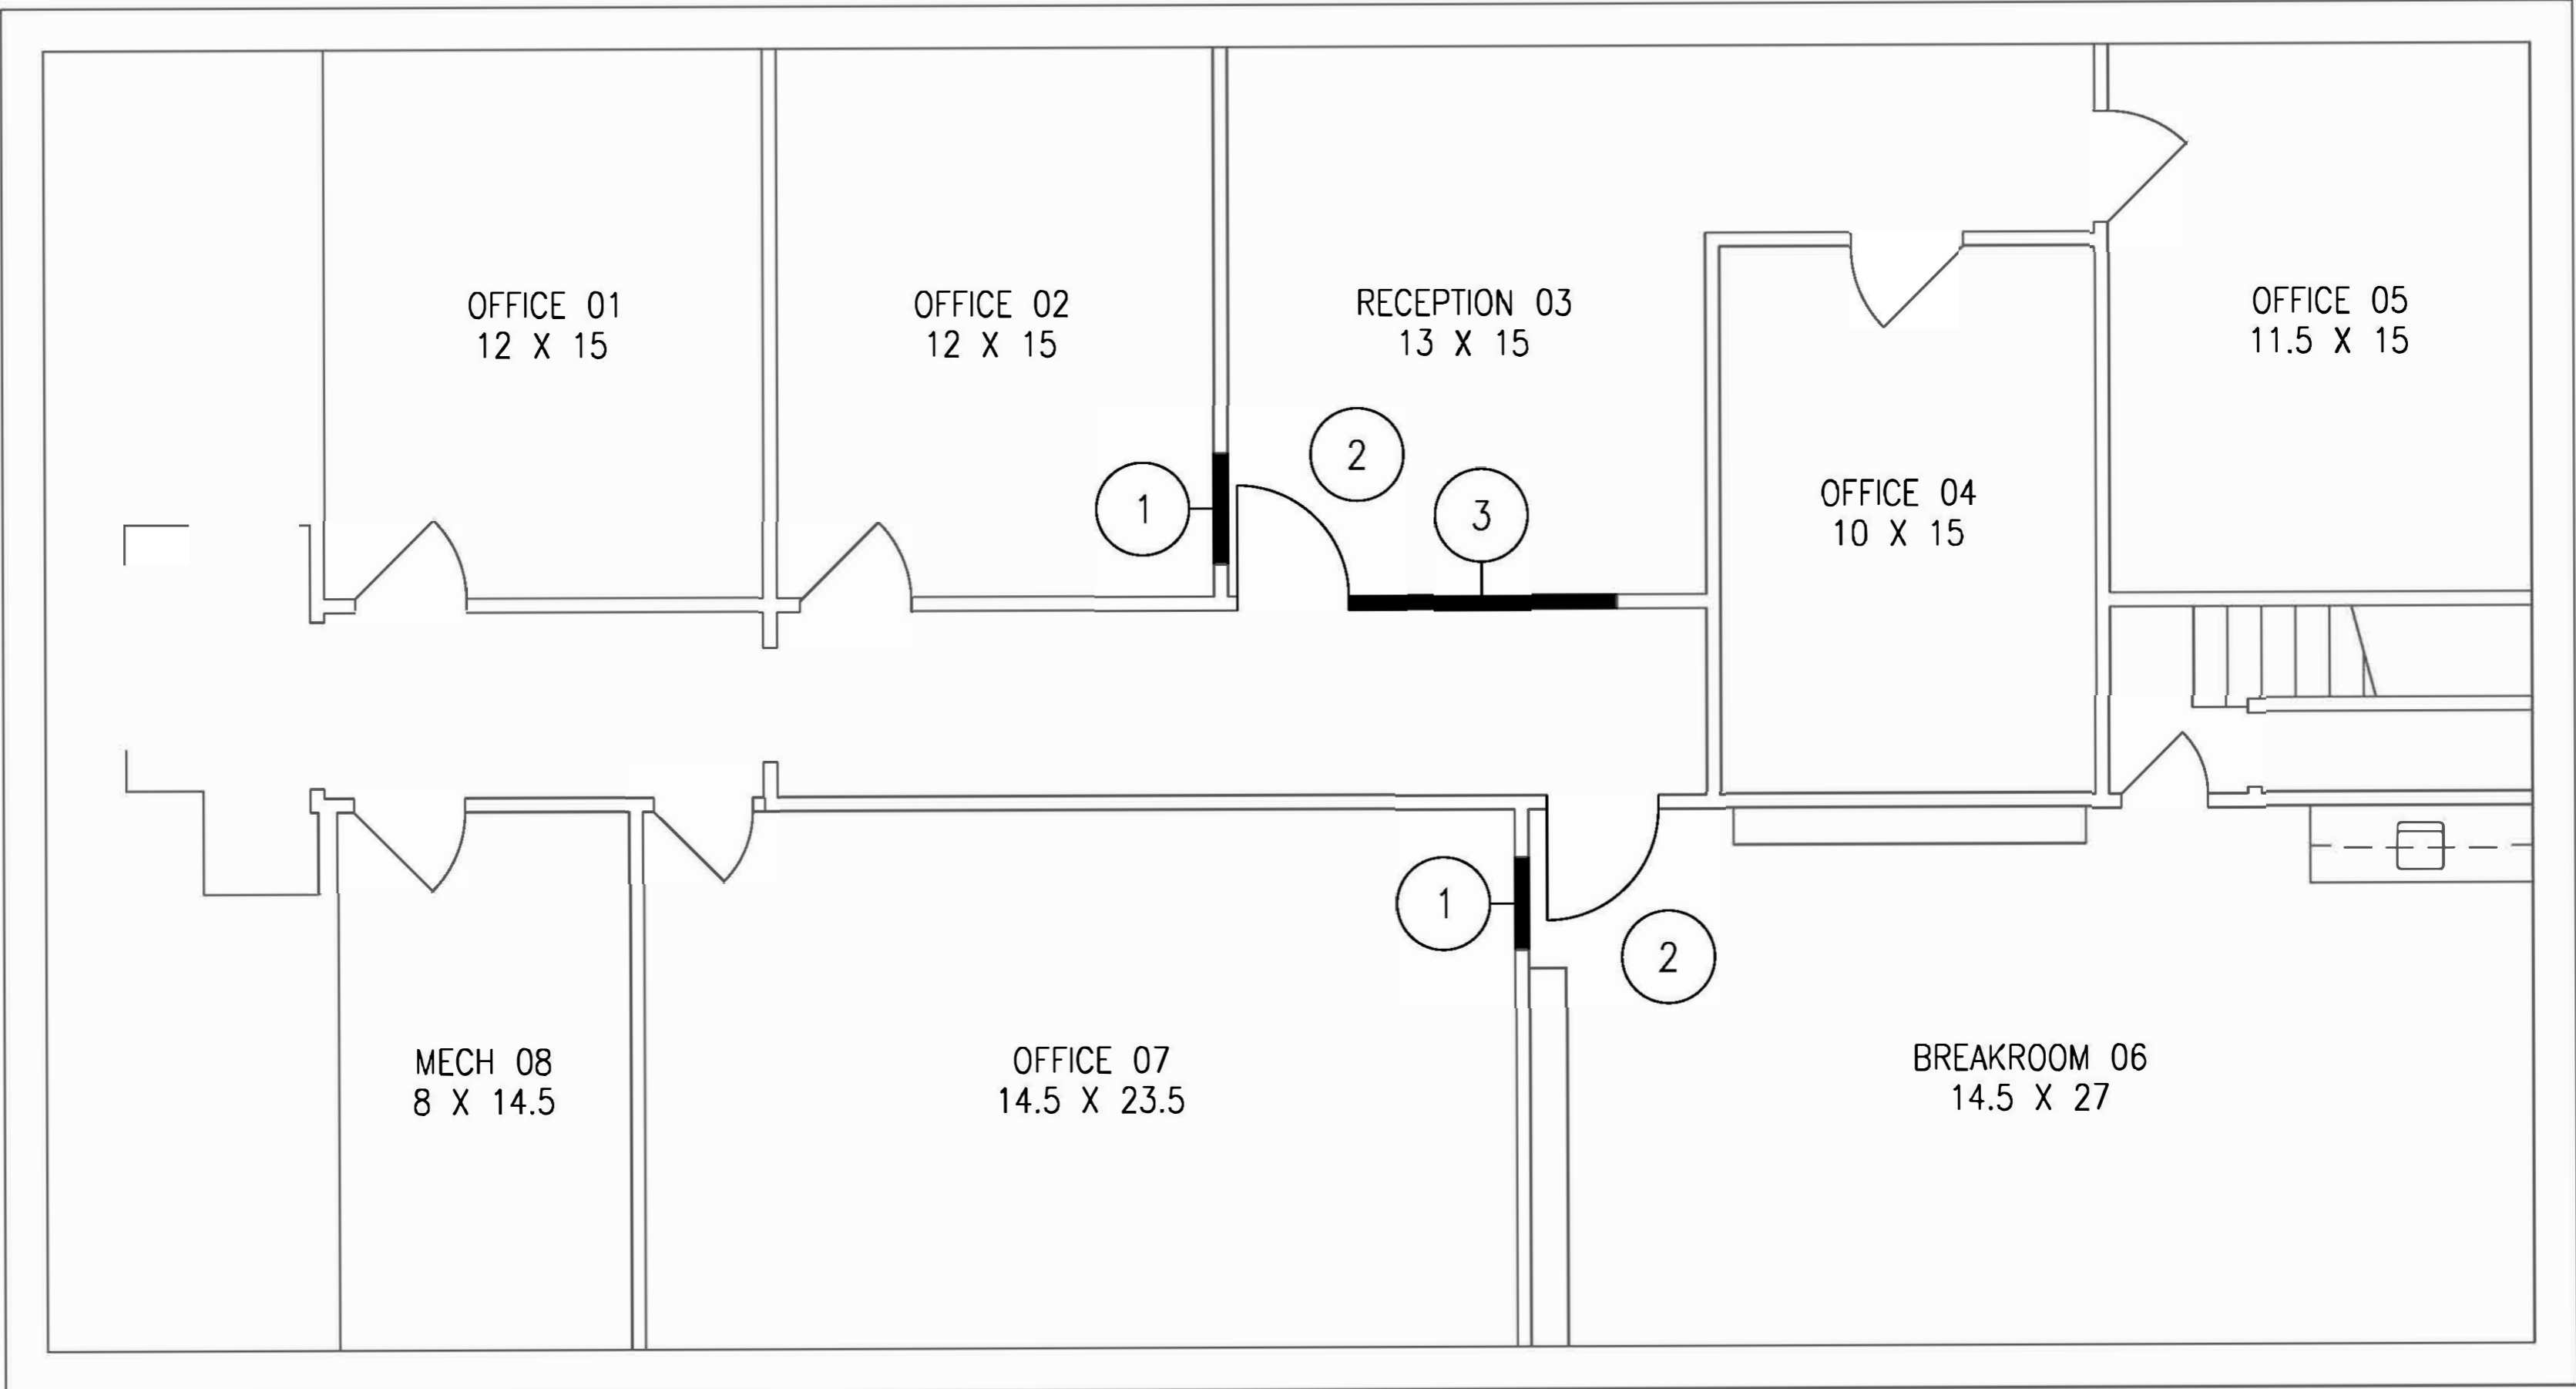 OFFICE 01
12 X 15
OFFICE 02
12 X 15
RECEPTION 03
13 X 15
OFFICE 05
11.5 X 15
2
1
3
OFFICE 04
10 X 15
1
2
MECH 08
8 X 14.5
OFFICE 07
14.5 X 23.5
BREAKROOM 06
14.5 X 27